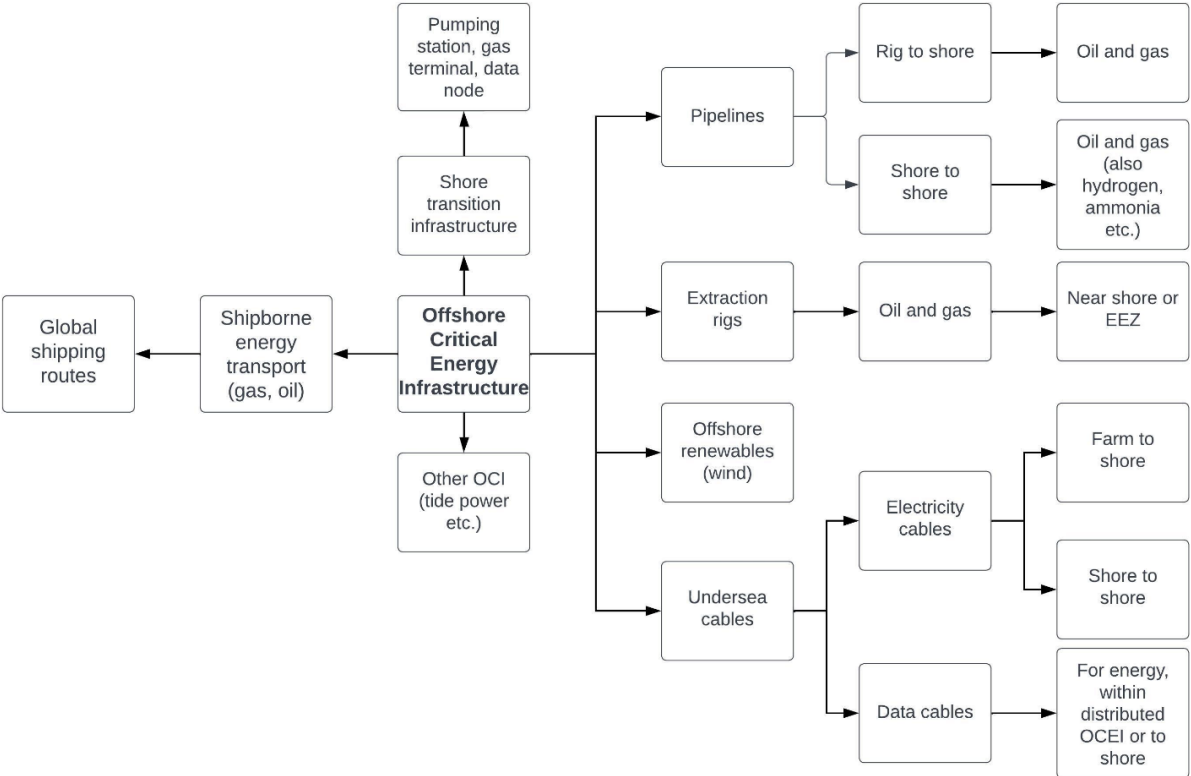 Pumping
station, gas
terminal, data
node
Shore
transition
infrastructure
Global
shipping
routes
Shipborne
energy
transport
(gas, oil)
Offshore
Critical
Energy
Infrastructure
Other OCI
(tide power
etc.)
Pipelines
Rig to shore
Oil and gas
Shore to
shore
Oil and gas
(also
hydrogen,
ammonia
etc.)
Extraction
rigs
Oil and gas
Near shore or
EEZ
Offshore
renewables
(wind)
Undersea
cables
Electricity
cables
Farm to
shore
Shore to
shore
Data cables
For energy,
within
distributed
OCEI or to
shore